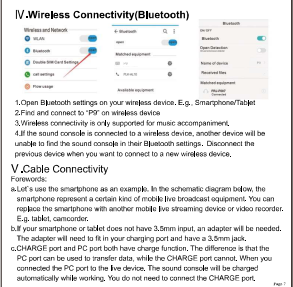 Ⅳ.Wireless Connectivity(Bluetooth)
Wireless and Network
WLAN
Bluetooth
Double SIM Card Settings
call settings
Flow usage
Bluetooth
open
Matched equipment
Available equipment
Bluetooth
Bluetooth
Open Detection
Name of device
Received files
Matched equipment
1.Open Bluetooth settings on your wireless device. E.g., Smartphone/Tablet
2.Find and connect to "P9" on wireless device
3,Wireless connectivity is only supported for music accompaniment.
4.If the sound console is connected to a wireless device, another device will be
unable to find the sound console in their Bluetooth settings. Disconnect the
previous device when you want to connect to a new wireless device.
Ⅴ.Cable Connectivity
Forewords:
a.Let's use the smartphone as an example. In the schematic diagram below, the
smartphone represent a certain kind of mobile live broadcast equipment. You can
replace the smartphone with another mobile live streaming device or video recorder.
E.g. tablet, camcorder.
b.If your smartphone or tablet does not have 3.5mm input, an adapter will be needed.
The adapter will need to fit in your charging port and have a 3.5mm jack.
c.CHARGE port and PC port both have charge function. The difference is that the
PC port can be used to transfer data, while the CHARGE port cannot. When you
connected the PC port to the live device. The sound console will be charged
automatically while working. You do not need to connect the CHARGE port.
Page 7